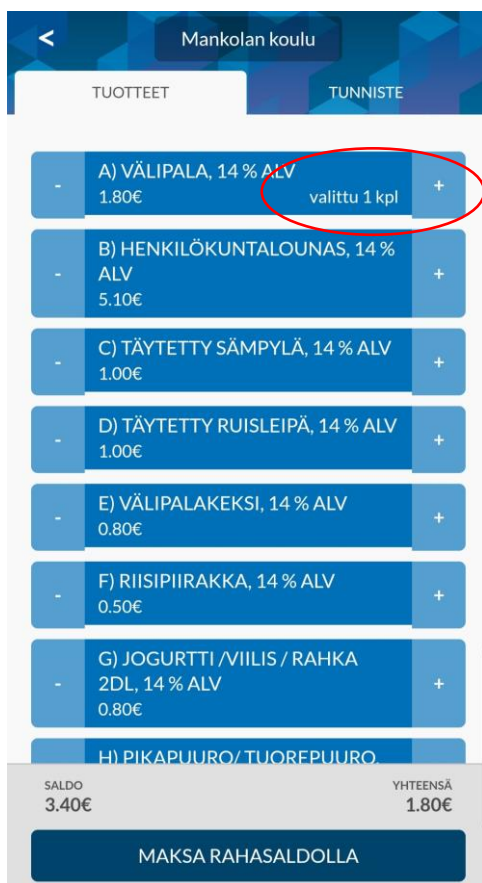 <
Mankolan koulu
TUOTTEET
TUNNISTE
- A) VÄLIPALA, 14 % ALV +
1.80€ valittu 1 kpl
B) HENKILÖKUNTALOUNAS, 14 %
- ALV +
5.10€
- C) TÄYTETTY SÄMPYLÄ, 14 % ALV +
1.00€
- D) TÄYTETTY RUISLEIPÄ, 14 % ALV +
1.00€
- E) VÄLIPALAKEKSI, 14 % ALV +
0.80€
- F) RIISIPIIRAKKA, 14 % ALV +
0.50€
G) JOGURTTI /VIILIS / RAHKA
- 2DL, 14 % ALV +
0.80€
H) PIKAPUURO/ TUOREPUURO,
SALDO YHTEENSÄ
3.40€ 1.80€
MAKSA RAHASALDOLLA